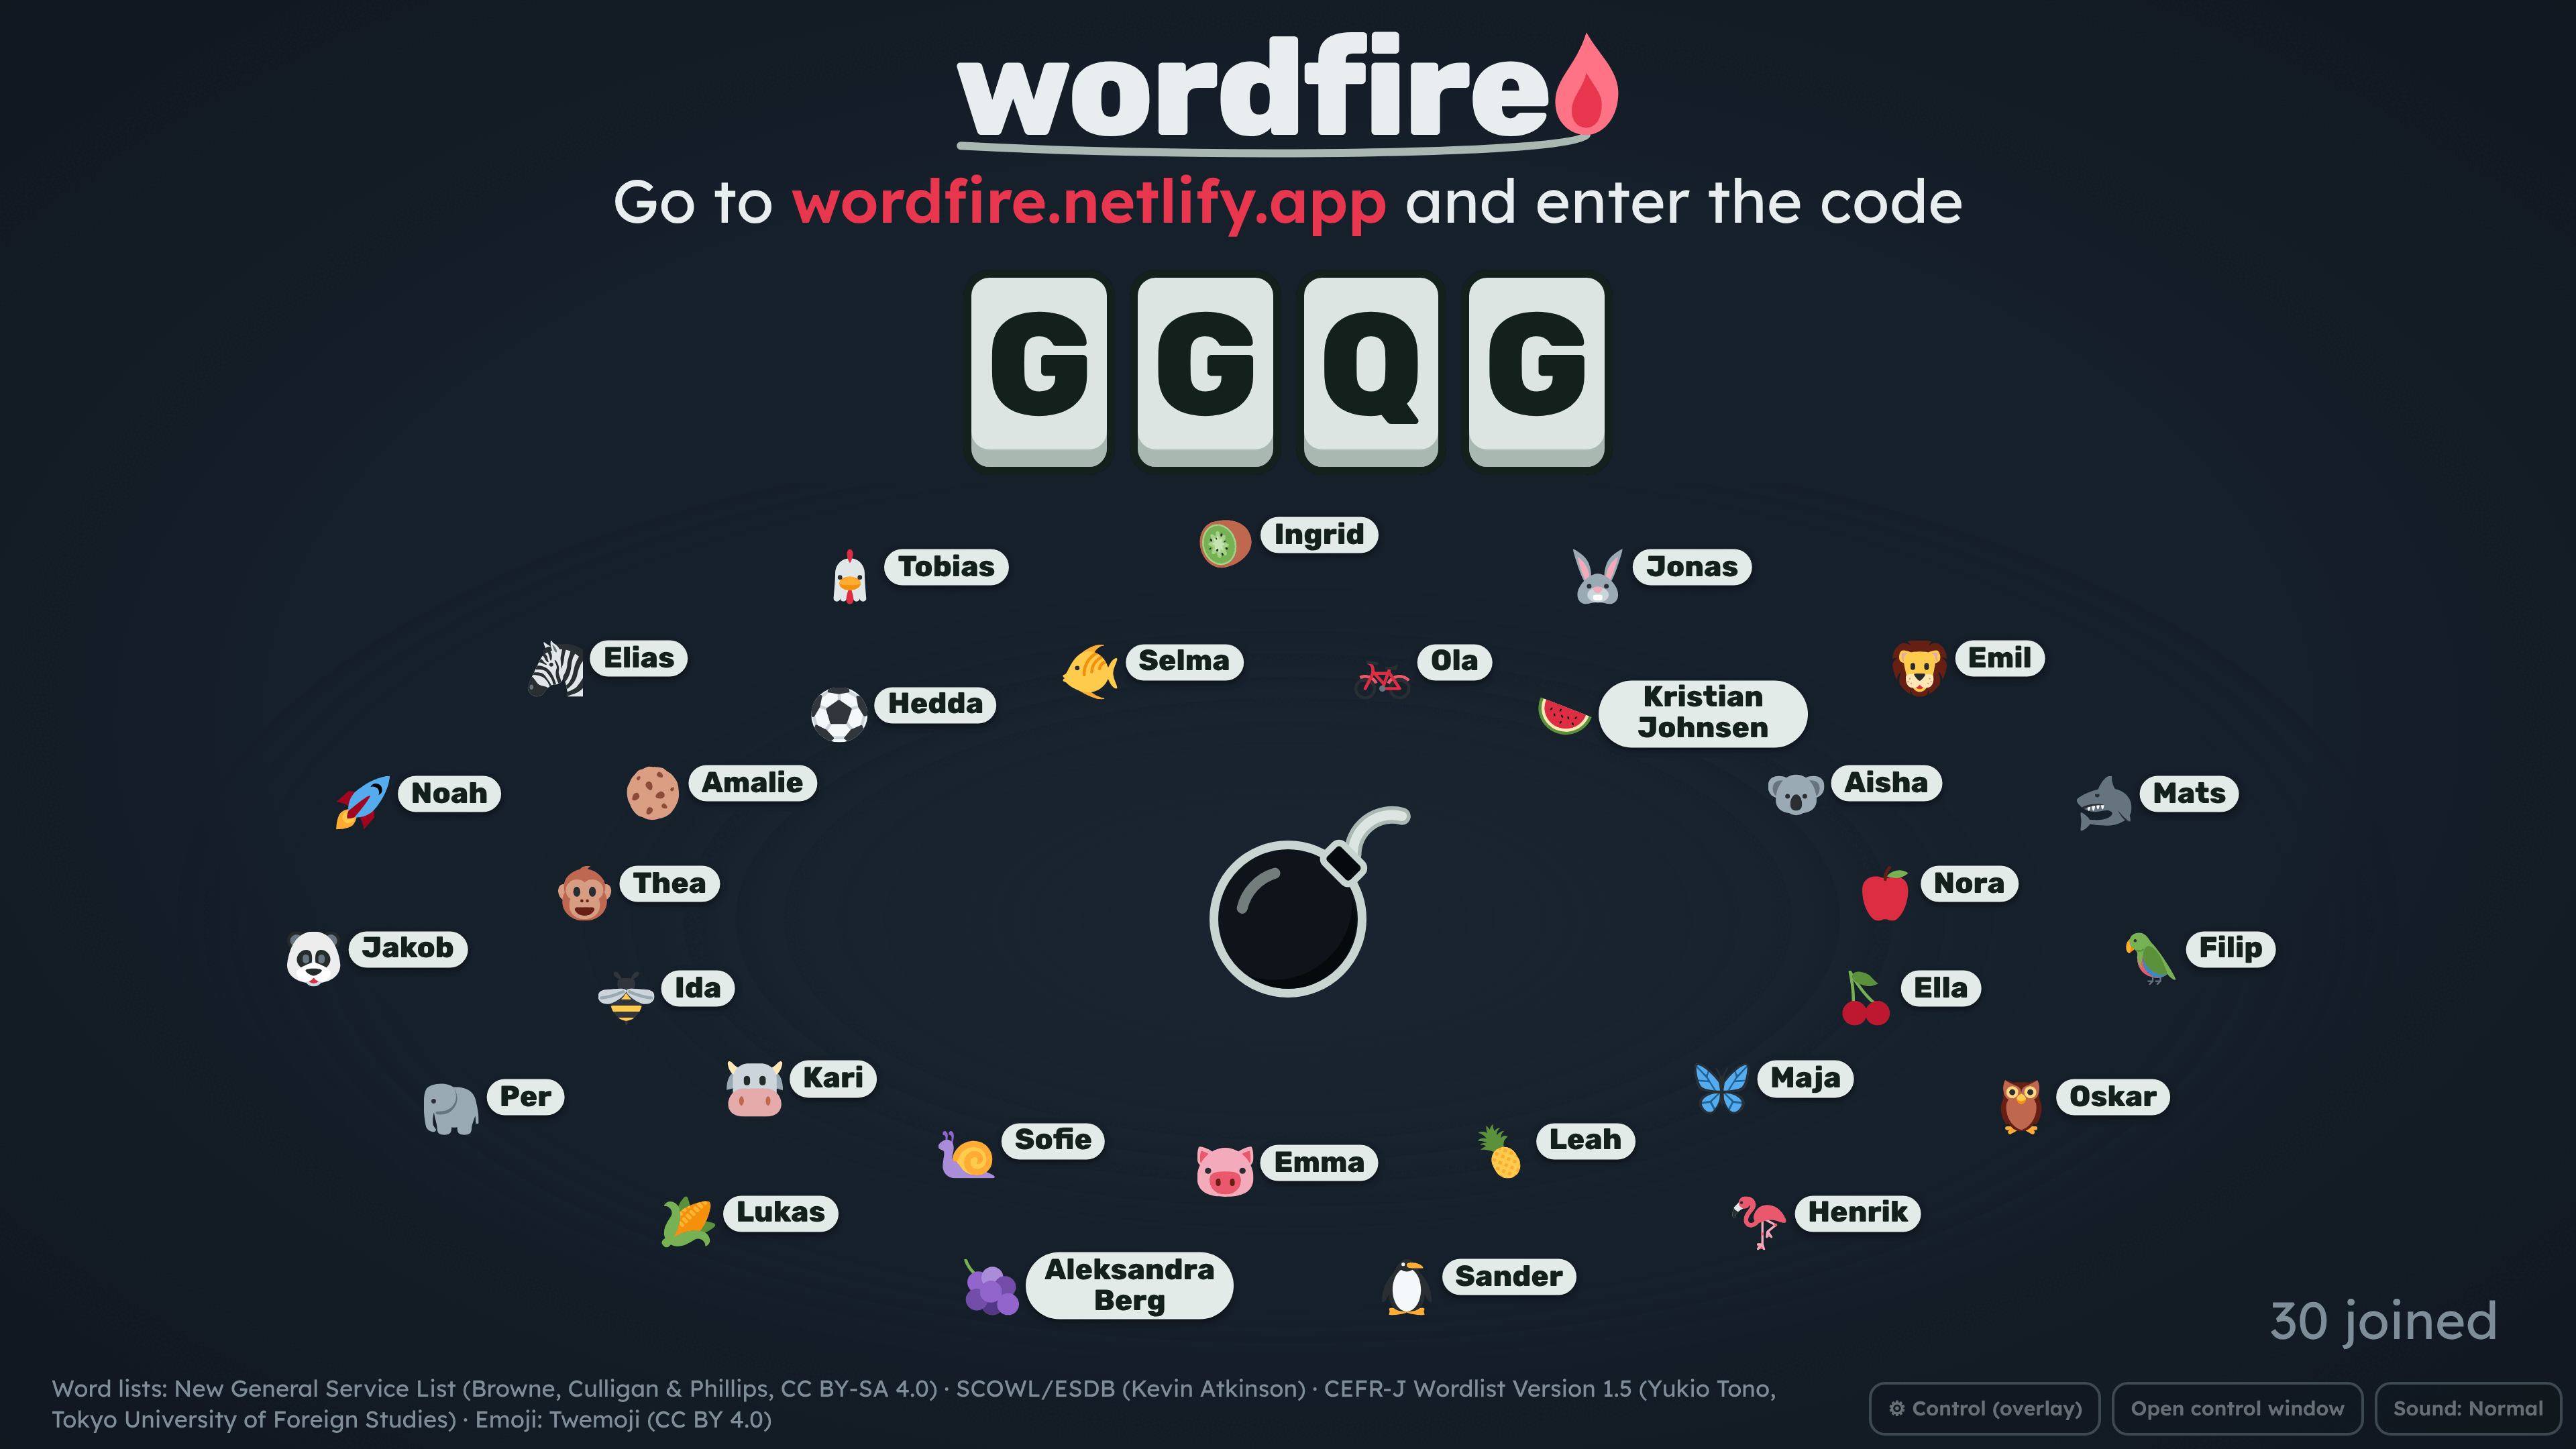 wordfire
Go to wordfire.netlify.app and enter the code
G G Q G
Ingrid
Tobias
Jonas
Elias
Selma
Ola
Emil
Hedda
Kristian
Johnsen
Noah
Amalie
Aisha
Mats
Thea
Nora
Jakob
Filip
Ida
Ella
Per
Kari
Maja
Oskar
Sofie
Emma
Leah
Lukas
Henrik
Aleksandra
Berg
Sander
30 joined
Word lists: New General Service List (Browne, Culligan & Phillips, CC BY-SA 4.0) · SCOWL/ESDB (Kevin Atkinson) · CEFR-J Wordlist Version 1.5 (Yukio Tono,
Tokyo University of Foreign Studies) · Emoji: Twemoji (CC BY 4.0)
⚙ Control (overlay)
Open control window
Sound: Normal